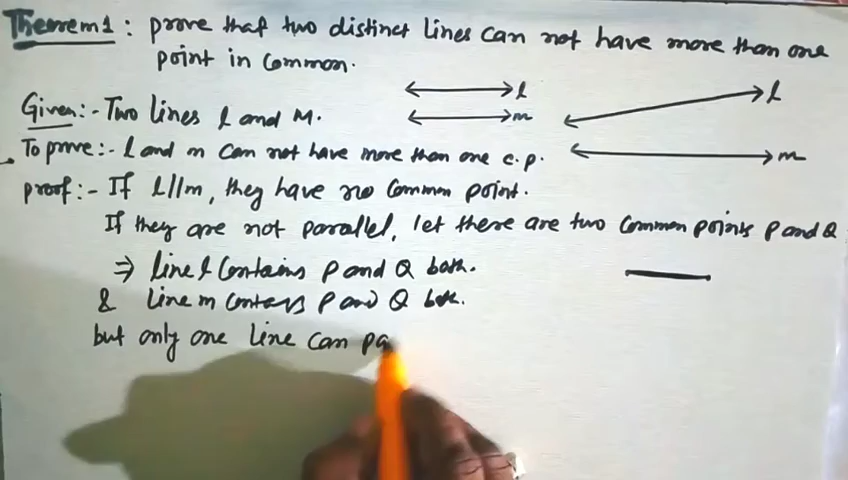 Theorem1: prove that two distinct lines can not have more than one
point in common.
Given:- Two lines l and M.
l
m
l
m
To prove:- l and m can not have more than one c.p.
proof:- If l||m, they have no common point.
If they are not parallel, let there are two common points P and Q
⇒ line l contains P and Q both.
& line m contains P and Q both.
but only one line can pa